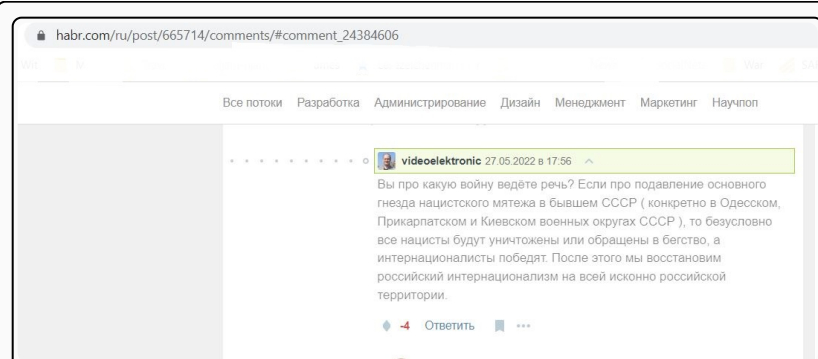 habr.com/ru/post/665714/comments/#comment_24384606
Все потоки Разработка Администрирование Дизайн Менеджмент Маркетинг Научпоп
videoelektronic 27.05.2022 в 17:56
Вы про какую войну ведёте речь? Если про подавление основного
гнезда нацистского мятежа в бывшем СССР ( конкретно в Одесском,
Прикарпатском и Киевском военных округах СССР ), то безусловно
все нацисты будут уничтожены или обращены в бегство, а
интернационалисты победят. После этого мы восстановим
российский интернационализм на всей исконно российской
территории.
-4 Ответить